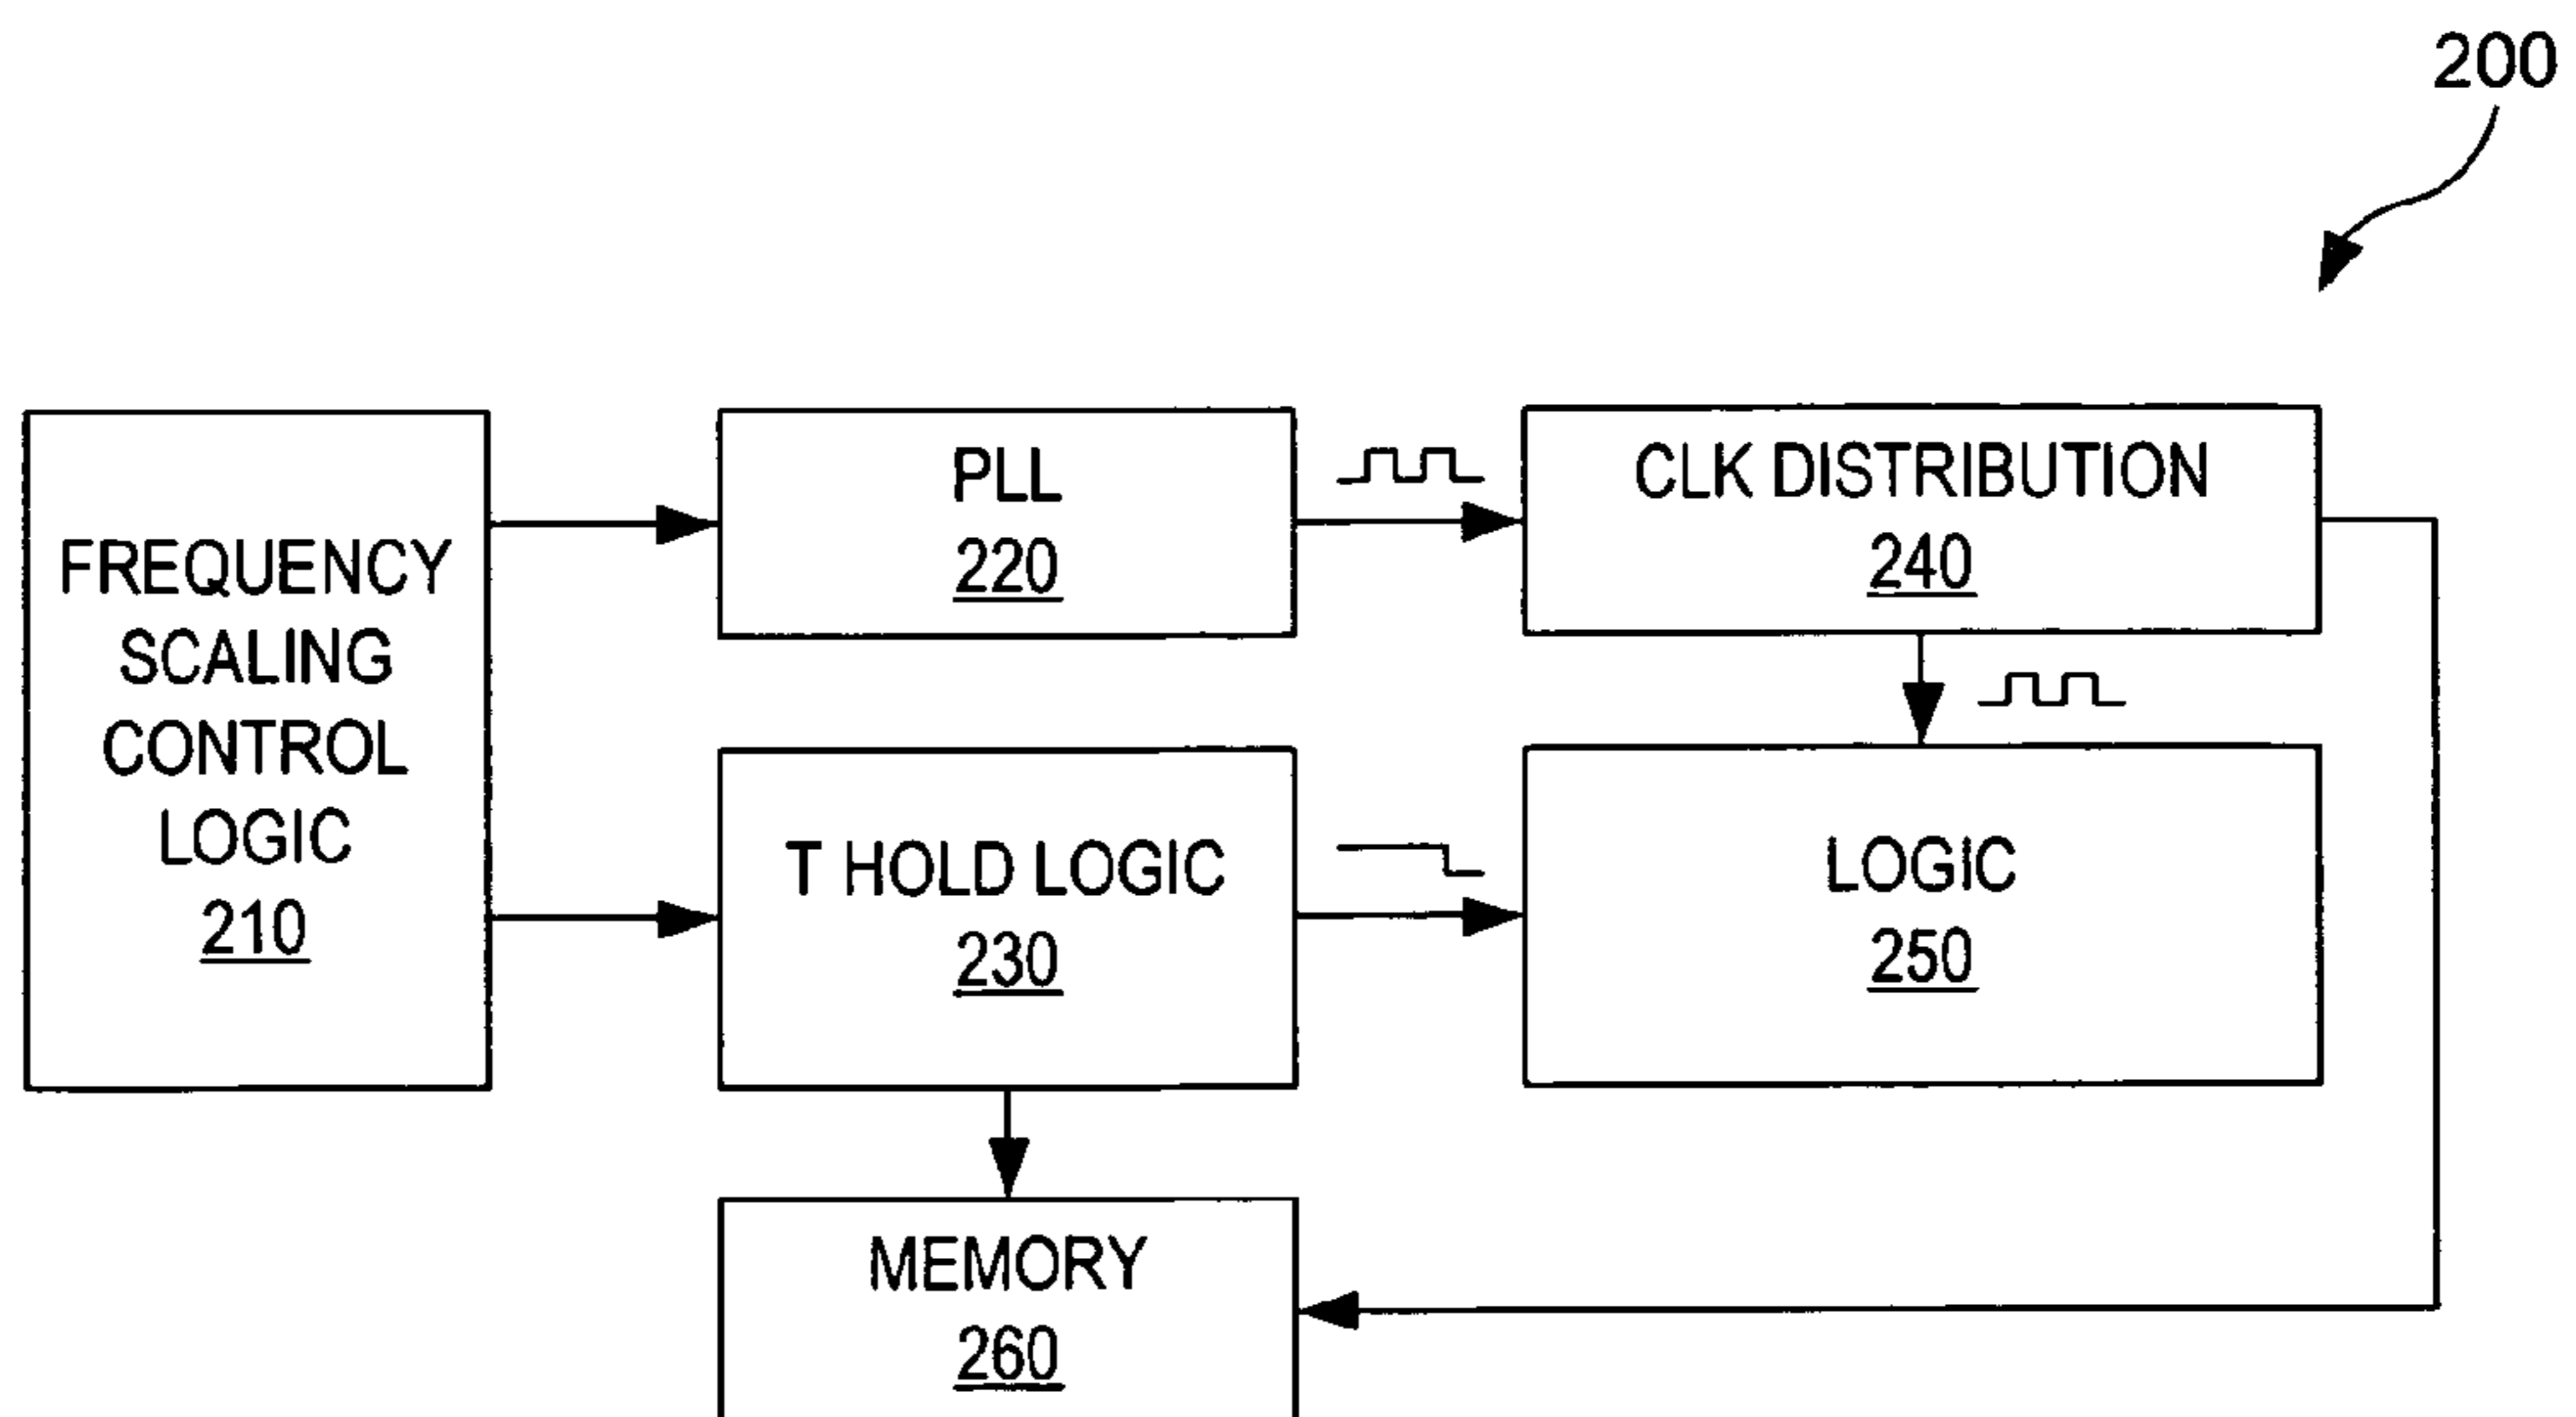 200
FREQUENCY
SCALING
CONTROL
LOGIC
210
PLL
220
CLK DISTRIBUTION
240
T HOLD LOGIC
230
LOGIC
250
MEMORY
260